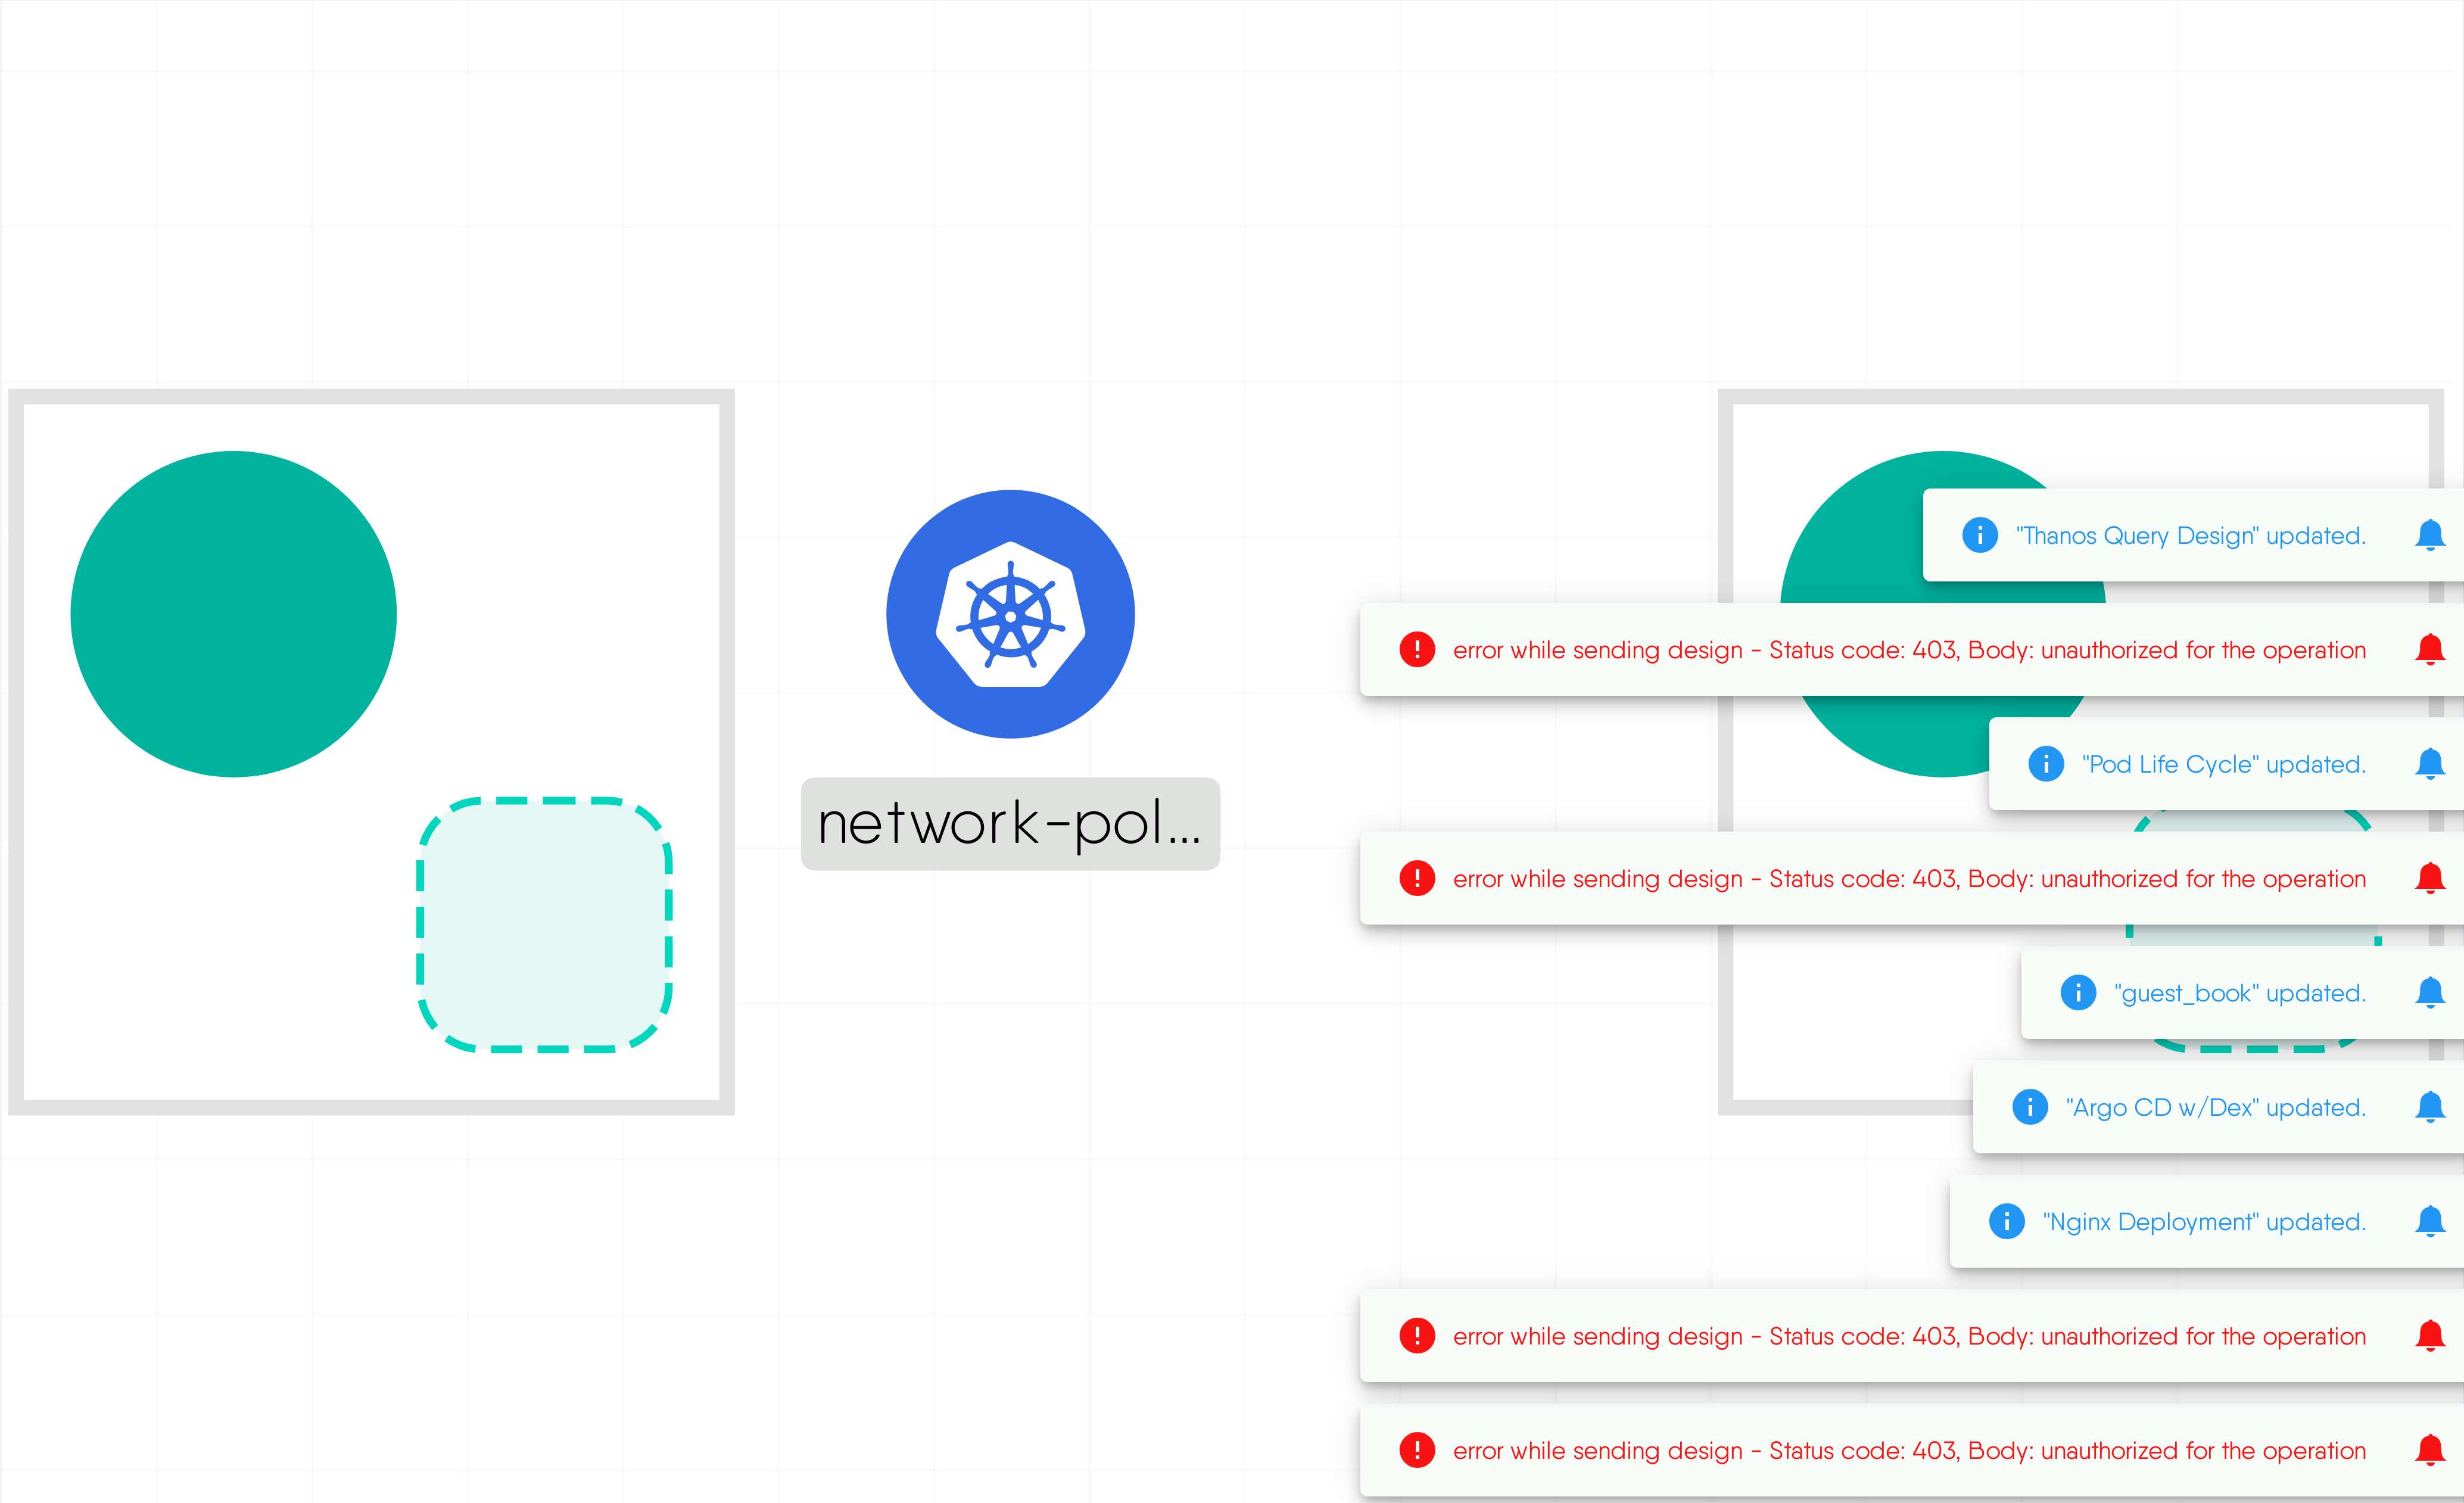 "Thanos Query Design" updated.
error while sending design - Status code: 403, Body: unauthorized for the operation
"Pod Life Cycle" updated.
network-pol...
error while sending design - Status code: 403, Body: unauthorized for the operation
"guest_book" updated.
"Argo CD w/Dex" updated.
"Nginx Deployment" updated.
error while sending design - Status code: 403, Body: unauthorized for the operation
error while sending design - Status code: 403, Body: unauthorized for the operation